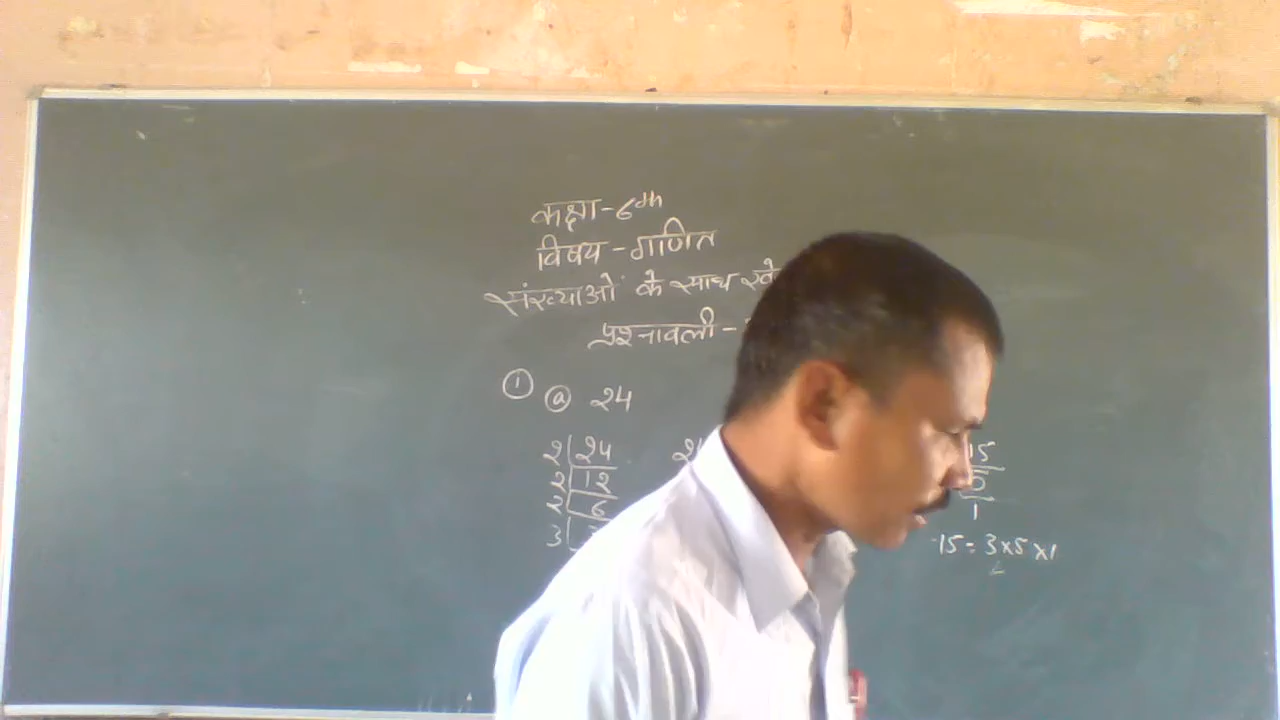 कक्षा-6th
विषय-गणित
संख्याओं के साथ
प्रश्नावली-
① ⓐ 24
2 24 2 15
2 12 5
2 6 1
3
15 = 3×5×1